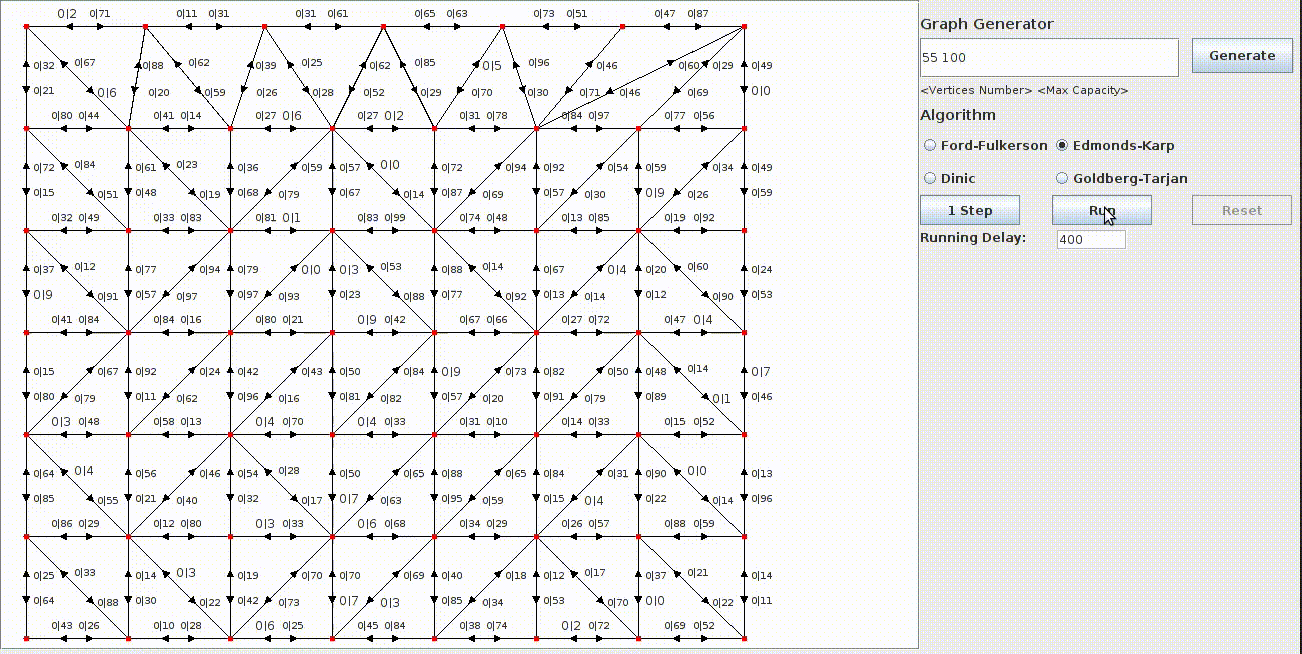 0|2 0|71 0|11 0|31 0|31 0|61 0|65 0|63 0|73 0|51 0|47 0|87
0|32 0|67 0|88 0|62 0|39 0|25 0|62 0|85 0|5 0|96 0|46 0|60 0|29 0|49
0|21 0|6 0|20 0|59 0|26 0|28 0|52 0|29 0|70 0|30 0|71 0|46 0|69 0|0
0|80 0|44 0|41 0|14 0|27 0|6 0|27 0|2 0|31 0|78 0|84 0|97 0|77 0|56
0|72 0|84 0|61 0|23 0|36 0|57 0|0 0|72 0|94 0|92 0|54 0|59 0|34 0|49
0|15 0|51 0|48 0|19 0|68 0|79 0|67 0|14 0|87 0|69 0|57 0|30 0|9 0|26 0|59
0|32 0|49 0|33 0|83 0|81 0|1 0|83 0|99 0|74 0|48 0|13 0|85 0|19 0|92
0|37 0|12 0|77 0|94 0|79 0|0 0|3 0|53 0|88 0|14 0|67 0|4 0|20 0|60 0|24
0|9 0|91 0|57 0|97 0|97 0|93 0|23 0|88 0|77 0|92 0|13 0|14 0|12 0|90 0|53
0|41 0|84 0|84 0|16 0|80 0|21 0|9 0|42 0|67 0|66 0|27 0|72 0|47 0|4
0|15 0|67 0|92 0|24 0|42 0|43 0|50 0|84 0|9 0|73 0|82 0|50 0|48 0|14 0|7
0|80 0|79 0|11 0|62 0|96 0|16 0|81 0|82 0|57 0|20 0|91 0|79 0|89 0|1 0|46
0|3 0|48 0|58 0|13 0|4 0|70 0|4 0|33 0|31 0|10 0|14 0|33 0|15 0|52
0|64 0|4 0|56 0|46 0|54 0|28 0|50 0|65 0|88 0|65 0|84 0|31 0|90 0|0 0|13
0|85 0|55 0|21 0|40 0|32 0|17 0|7 0|63 0|95 0|59 0|15 0|4 0|22 0|14 0|96
0|86 0|29 0|12 0|80 0|3 0|33 0|6 0|68 0|34 0|29 0|26 0|57 0|88 0|59
0|25 0|33 0|14 0|3 0|19 0|70 0|70 0|69 0|40 0|18 0|12 0|17 0|37 0|21 0|14
0|64 0|88 0|30 0|22 0|42 0|73 0|7 0|3 0|85 0|34 0|53 0|70 0|0 0|22 0|11
0|43 0|26 0|10 0|28 0|6 0|25 0|45 0|84 0|38 0|74 0|2 0|72 0|69 0|52
Graph Generator
55 100
Generate
<Vertices Number> <Max Capacity>
Algorithm
Ford-Fulkerson Edmonds-Karp
Dinic Goldberg-Tarjan
1 Step Run Reset
Running Delay: 400